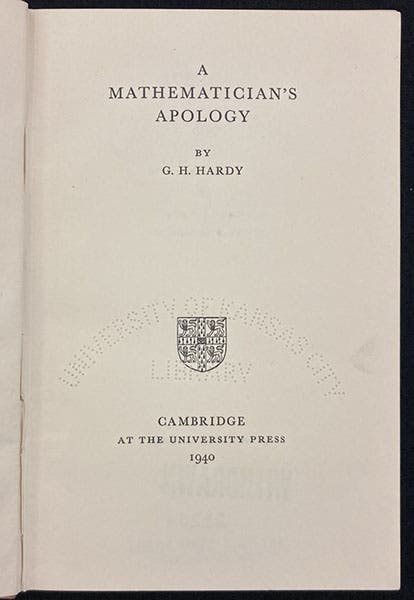 A
MATHEMATICIAN'S
APOLOGY
BY
G. H. HARDY
UNIVERSITY OF KANSAS CITY
LIBRARY
CAMBRIDGE
AT THE UNIVERSITY PRESS
1940